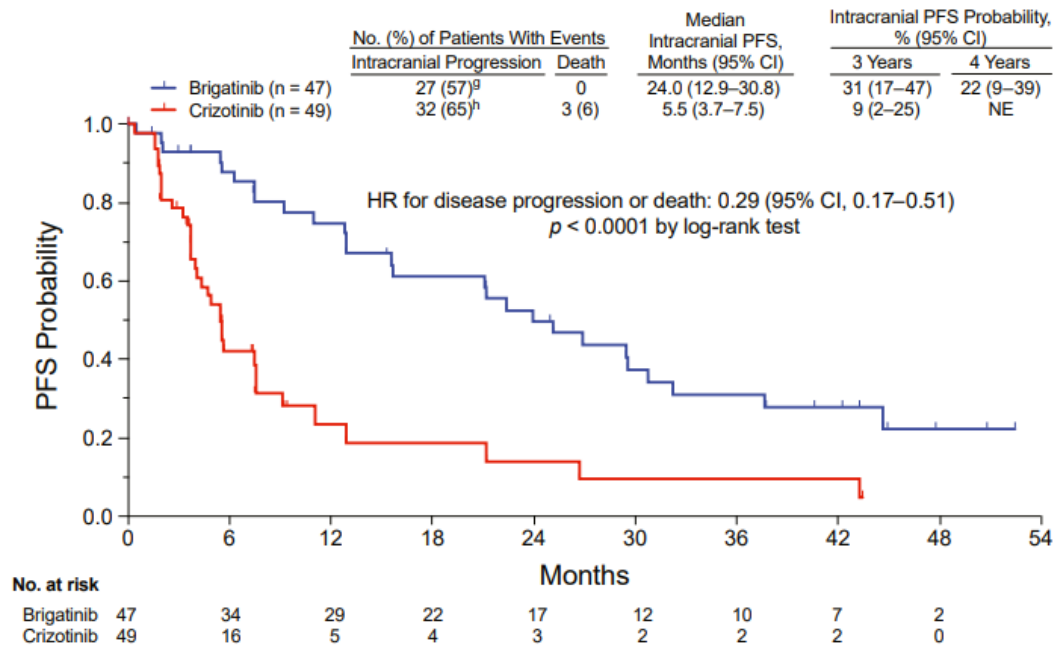 No. (%) of Patients With Events Median Intracranial PFS, Months (95% CI) Intracranial PFS Probability, % (95% CI)
Intracranial Progression Death 3 Years 4 Years
Brigatinib (n = 47) 27 (57)g 0 24.0 (12.9–30.8) 31 (17–47) 22 (9–39)
Crizotinib (n = 49) 32 (65)h 3 (6) 5.5 (3.7–7.5) 9 (2–25) NE
HR for disease progression or death: 0.29 (95% CI, 0.17–0.51)
p < 0.0001 by log-rank test
PFS Probability
1.0
0.8
0.6
0.4
0.2
0.0
0 6 12 18 24 30 36 42 48 54
Months
No. at risk
Brigatinib 47 34 29 22 17 12 10 7 2
Crizotinib 49 16 5 4 3 2 2 2 0